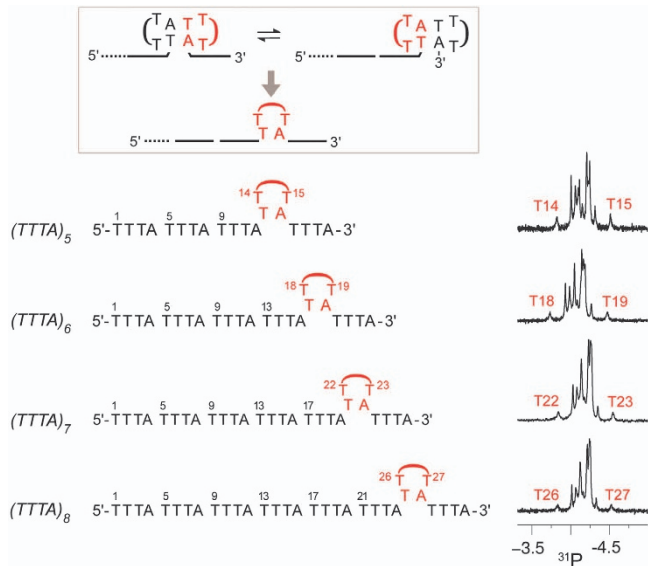 T A T T
T T A T
5' 3'
T A T T
T T A T
5' 3'
T T
T A
5' 3'
14 T T 15
T A
(TTTA)5 5'-TTTA TTTA TTTA TTTA-3'
1 5 9
T14 T15
18 T T 19
T A
(TTTA)6 5'-TTTA TTTA TTTA TTTA TTTA-3'
1 5 9 13
T18 T19
22 T T 23
T A
(TTTA)7 5'-TTTA TTTA TTTA TTTA TTTA TTTA-3'
1 5 9 13 17
T22 T23
26 T T 27
T A
(TTTA)8 5'-TTTA TTTA TTTA TTTA TTTA TTTA TTTA-3'
1 5 9 13 17 21
T26 T27
-3.5 -4.5
31P